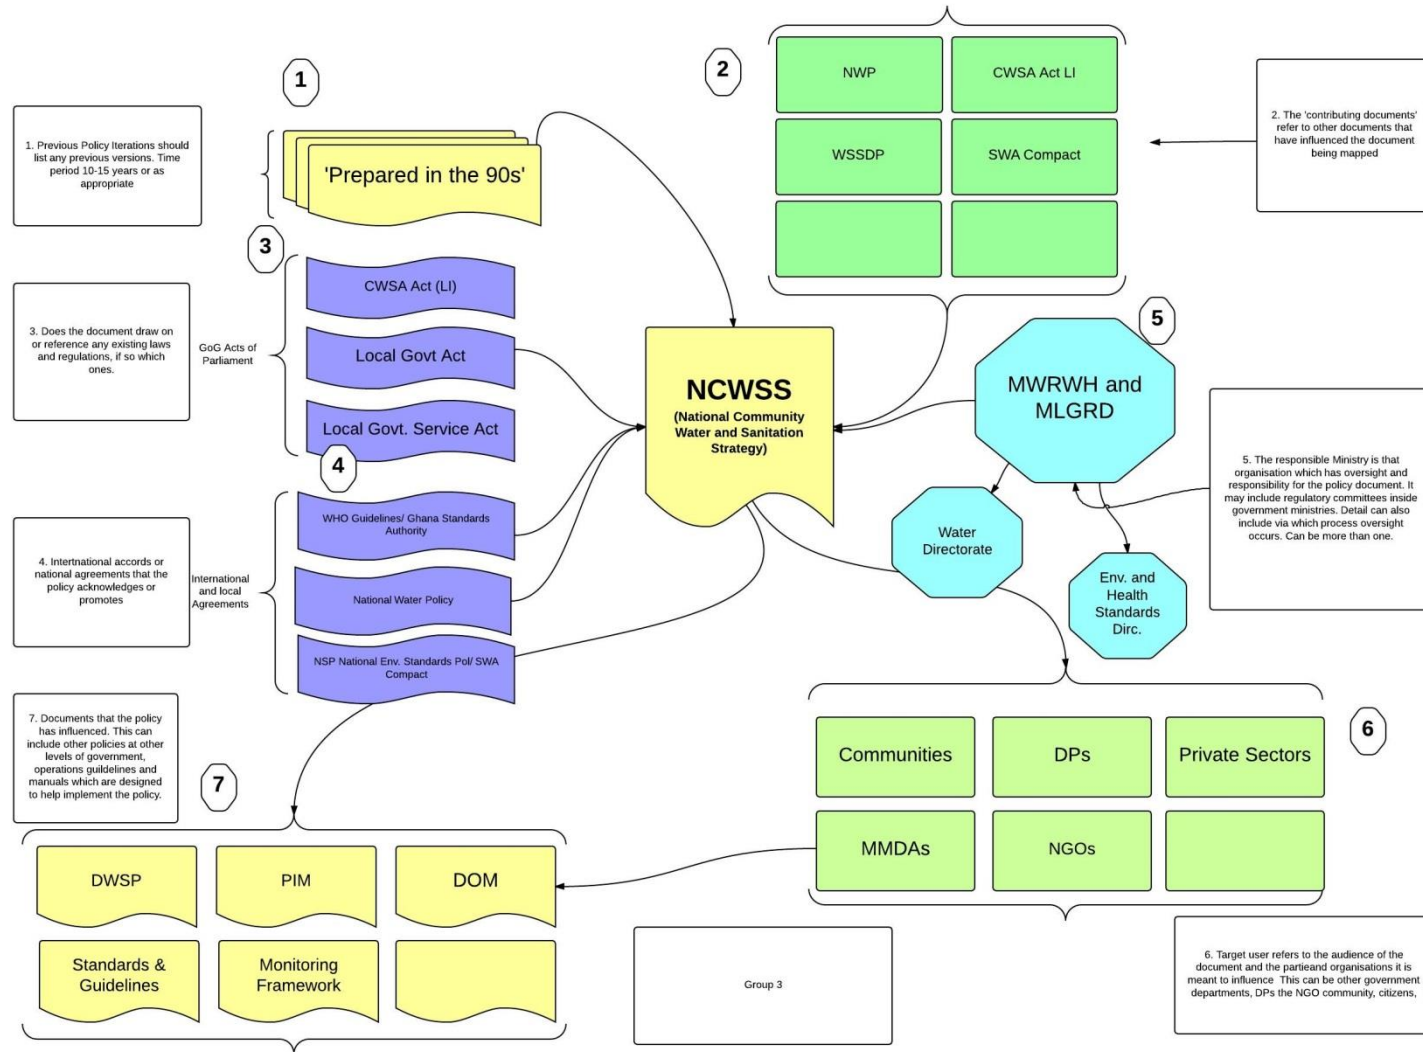 1
2
NWP
CWSA Act LI
WSSDP
SWA Compact
2. The 'contributing documents'
refer to other documents that
have influenced the document
being mapped
1. Previous Policy Iterations should
list any previous versions. Time
period 10-15 years or as
appropriate
'Prepared in the 90s'
3
3. Does the document draw on
or reference any existing laws
and regulations, if so which
ones.
GoG Acts of
Parliament
CWSA Act (LI)
Local Govt Act
Local Govt. Service Act
NCWSS
(National Community
Water and Sanitation
Strategy)
5
MWRWH and
MLGRD
Water
Directorate
Env. and
Health
Standards
Dirc.
5. The responsible Ministry is that
organisation which has oversight and
responsibility for the policy document. It
may include regulatory committees inside
government ministries. Detail can also
include via which process oversight
occurs. Can be more than one.
4
4. Intertnational accords or
national agreements that the
policy acknowledges or
promotes
International
and local
Agreements
WHO Guidelines/ Ghana Standards
Authority
National Water Policy
NSP National Env. Standards Pol/ SWA
Compact
7. Documents that the policy
has influenced. This can
include other policies at other
levels of government,
operations guildelines and
manuals which are designed
to help implement the policy.
7
DWSP
PIM
DOM
Standards &
Guidelines
Monitoring
Framework
6
Communities
DPs
Private Sectors
MMDAs
NGOs
Group 3
6. Target user refers to the audience of the
document and the partieand organisations it is
meant to influence  This can be other government
departments, DPs the NGO community, citizens,